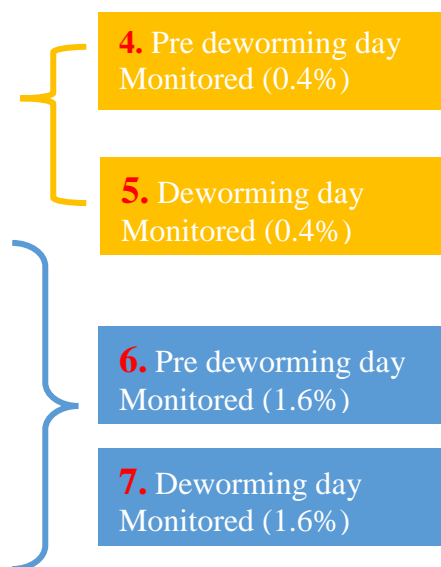 4. Pre deworming day
Monitored (0.4%)
5. Deworming day
Monitored (0.4%)
6. Pre deworming day
Monitored (1.6%)
7. Deworming day
Monitored (1.6%)